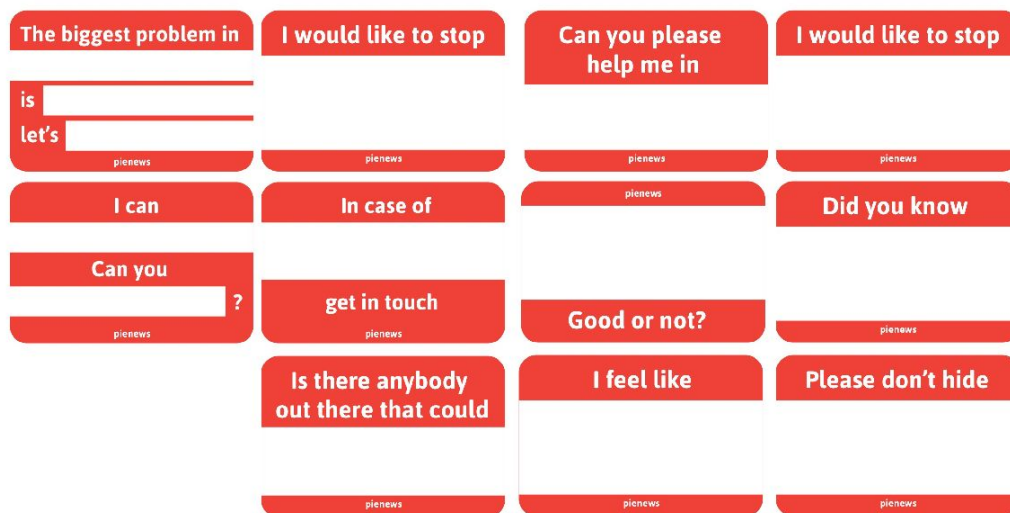 The biggest problem in
is
let's
pienews
I would like to stop
pienews
Can you please
help me in
pienews
I would like to stop
pienews
I can
Can you
?
pienews
In case of
get in touch
pienews
pienews
Good or not?
Did you know
pienews
Is there anybody
out there that could
pienews
I feel like
pienews
Please don't hide
pienews